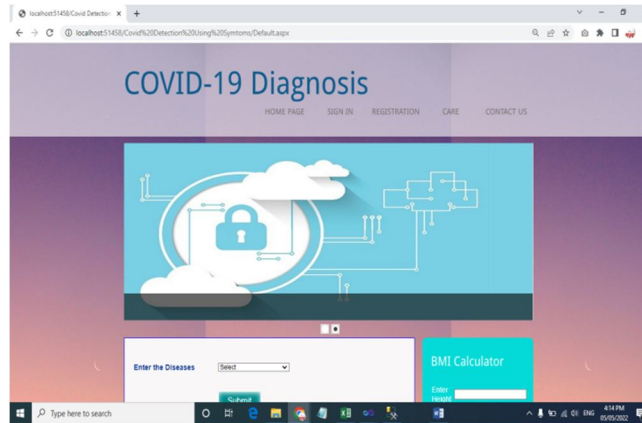 localhost:51458/Covid Detection
localhost:51458/Covid%20Detection%20Using%20Symtoms/Default.aspx
COVID-19 Diagnosis
HOME PAGE SIGN IN REGISTRATION CARE CONTACT US
Enter the Diseases Select
Submit
BMI Calculator
Enter
Height
Type here to search
ENG 4:14 PM
05/05/2022